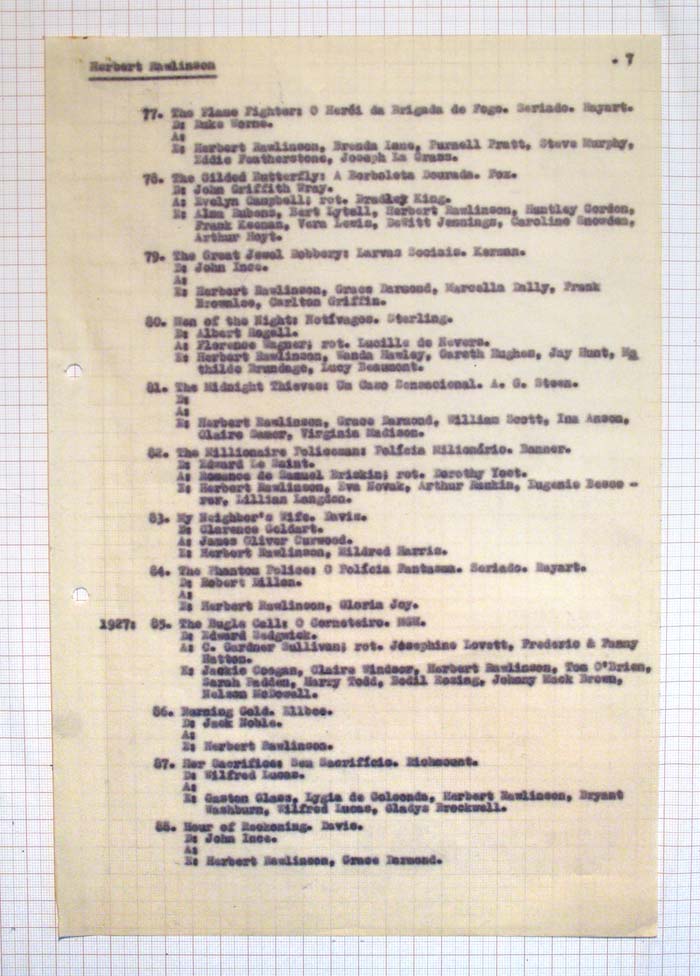 Herbert Rawlinson - 7
77. The Flame Fighter: O Herói da Brigada de Fogo. Seriado. Rayart.
D: Duke Worne.
A:
E: Herbert Rawlinson, Brenda Lane, Purnell Pratt, Steve Murphy,
Eddie Featherstone, Joseph La Grass.
78. The Gilded Butterfly: A Borboleta Dourada. Fox.
D: John Griffith Wray.
A: Evelyn Campbell; rot. Bradley King.
E: Alma Rubens, Bert Lytell, Herbert Rawlinson, Huntley Gordon,
Frank Keenan, Vera Lewis, DeWitt Jennings, Caroline Snowden,
Arthur Hoyt.
79. The Great Jewel Robbery: Larvas Sociais. Kerman.
D: John Ince.
A:
E: Herbert Rawlinson, Grace Darmond, Marcella Daly, Frank
Brownlee, Carlton Griffin.
80. Men of the Night: Notívagos. Sterling.
D: Albert Rogell.
A: Florence Wagner; rot. Lucille de Nevers.
E: Herbert Rawlinson, Wanda Hawley, Gareth Hughes, Jay Hunt, Ma
thilde Brundage, Lucy Beaumont.
81. The Midnight Thieves: Um Caso Sensacional. A. G. Steen.
D:
A:
E: Herbert Rawlinson, Grace Darmond, William Scott, Ina Anson,
Claire Virginia Madison.
82. The Millionaire Policeman: Polícia Milionário. Banner.
D: Edward Le Saint.
A: Romance de Samuel Briskin; rot. Dorothy Yost.
E: Herbert Rawlinson, Eva Novak, Arthur Rankin, Eugenie Besse -
rer, Lillian Langdon.
83. My Neighbor's Wife. Davis.
D: Clarence Geldart.
A: James Oliver Curwood.
E: Herbert Rawlinson, Mildred Harris.
84. The Phantom Police: O Polícia Fantasma. Seriado. Rayart.
D: Robert Dillon.
A:
E: Herbert Rawlinson, Gloria Joy.
1927: 85. The Bugle Call: O Corneteiro. MGM.
D: Edward Sedgwick.
A: C. Gardner Sullivan; rot. Josephine Lovett, Frederic & Fanny
Hatton.
E: Jackie Coogan, Claire Windsor, Herbert Rawlinson, Tom O'Brien,
Sarah Padden, Harry Todd, Bodil Rosing, Johnny Mack Brown,
Nelson McDowell.
86. Burning Gold. Ellbee.
D: Jack Noble.
A:
E: Herbert Rawlinson.
87. Her Sacrifice: Seu Sacrifício. Richmount.
D: Wilfred Lucas.
A:
E: Gaston Glass, Lygia de Golconda, Herbert Rawlinson, Bryant
Washburn, Wilfred Lucas, Gladys Brockwell.
88. Hour of Reckoning. Davis.
D: John Ince.
A:
E: Herbert Rawlinson, Grace Darmond.